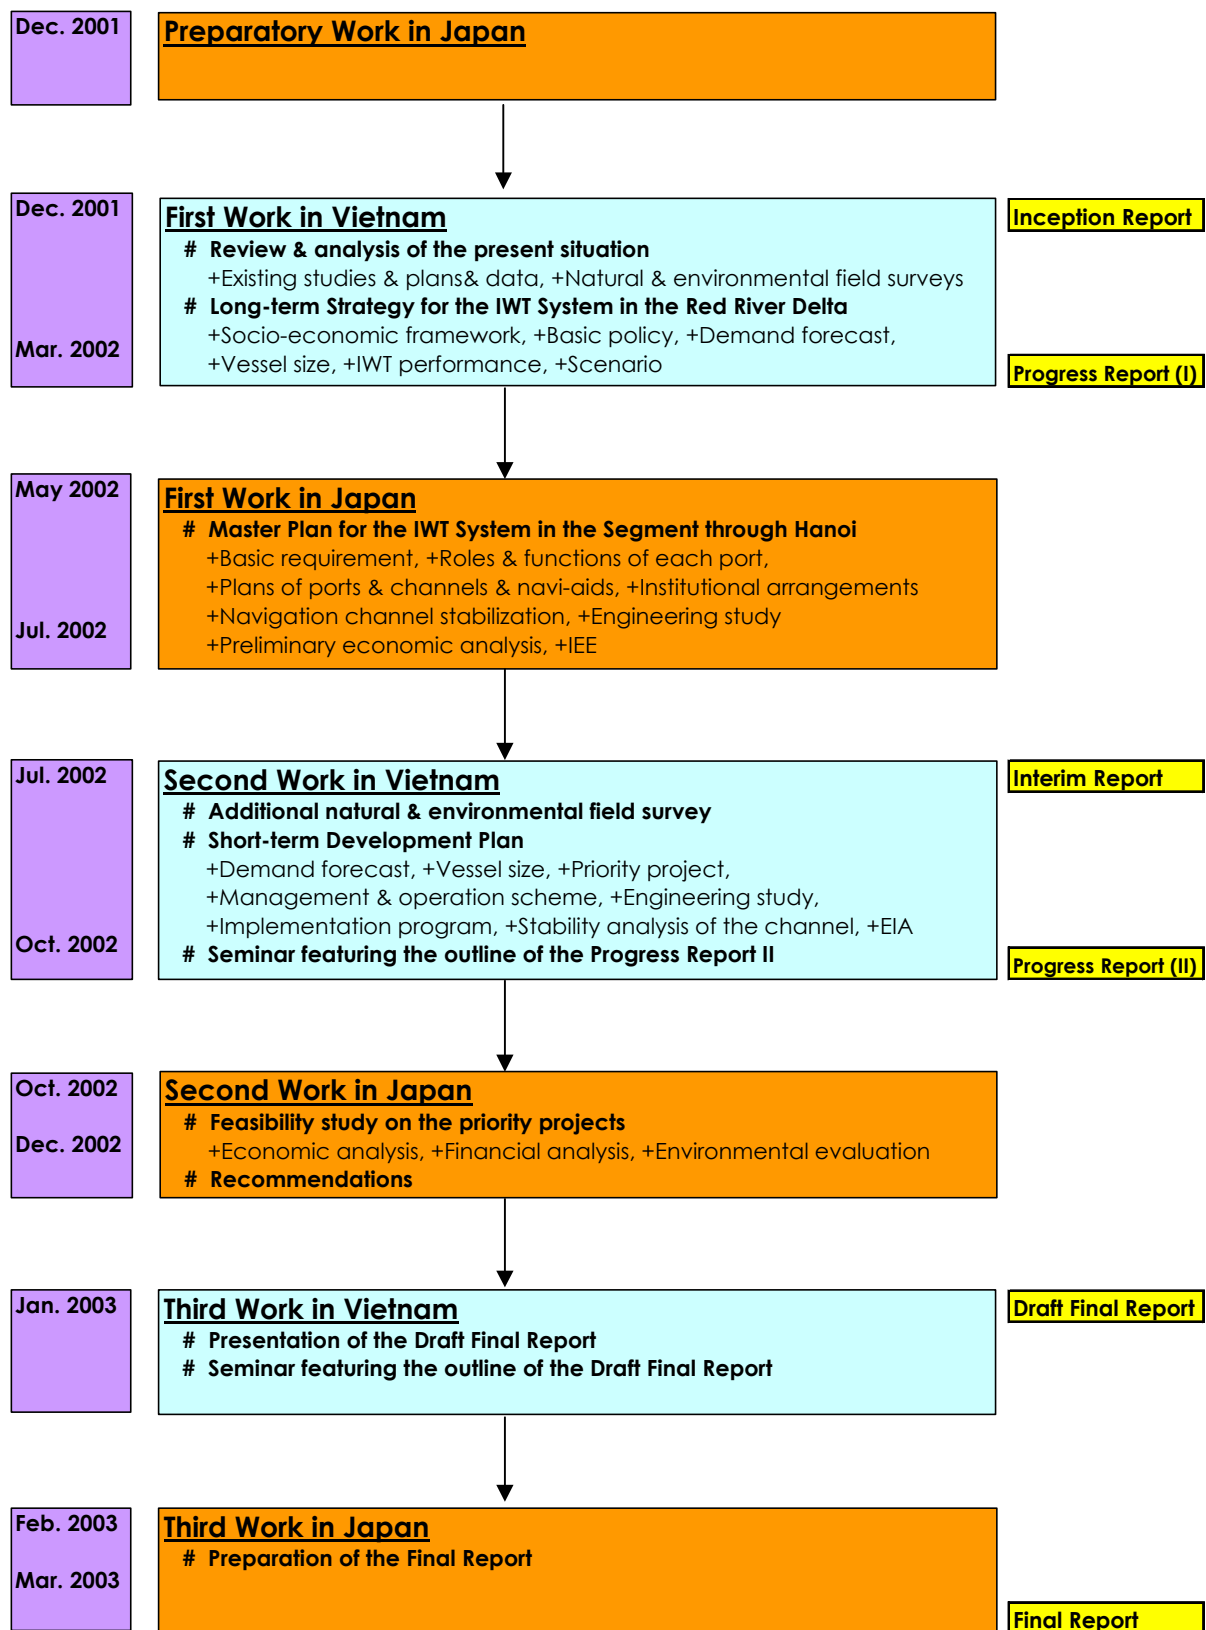 Dec. 2001
Preparatory Work in Japan
Dec. 2001
First Work in Vietnam
Inception Report
# Review & analysis of the present situation
+Existing studies & plans& data, +Natural & environmental field surveys
# Long-term Strategy for the IWT System in the Red River Delta
+Socio-economic framework, +Basic policy, +Demand forecast,
Mar. 2002
+Vessel size, +IWT performance, +Scenario
Progress Report (I)
May 2002
First Work in Japan
# Master Plan for the IWT System in the Segment through Hanoi
+Basic requirement, +Roles & functions of each port,
+Plans of ports & channels & navi-aids, +Institutional arrangements
+Navigation channel stabilization, +Engineering study
Jul. 2002
+Preliminary economic analysis, +IEE
Jul. 2002
Second Work in Vietnam
Interim Report
# Additional natural & environmental field survey
# Short-term Development Plan
+Demand forecast, +Vessel size, +Priority project,
+Management & operation scheme, +Engineering study,
+Implementation program, +Stability analysis of the channel, +EIA
Oct. 2002
# Seminar featuring the outline of the Progress Report II
Progress Report (II)
Oct. 2002
Second Work in Japan
# Feasibility study on the priority projects
Dec. 2002
+Economic analysis, +Financial analysis, +Environmental evaluation
# Recommendations
Jan. 2003
Third Work in Vietnam
Draft Final Report
# Presentation of the Draft Final Report
# Seminar featuring the outline of the Draft Final Report
Feb. 2003
Third Work in Japan
# Preparation of the Final Report
Mar. 2003
Final Report